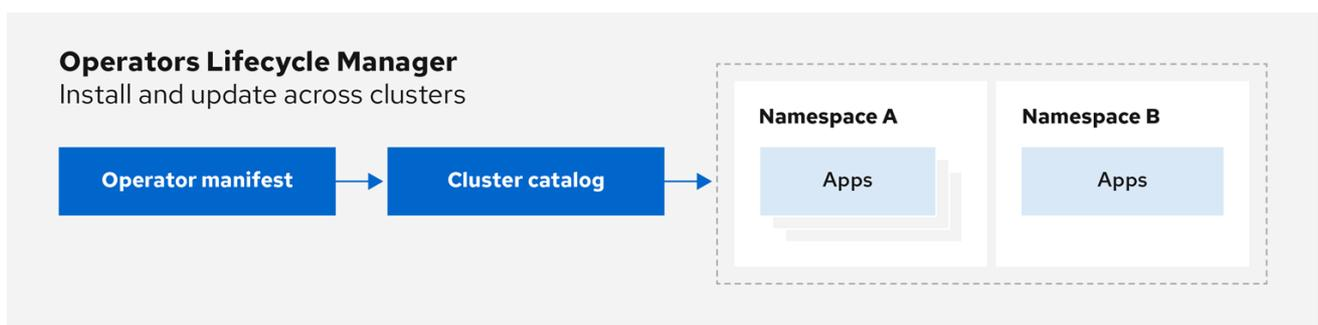 Operators Lifecycle Manager
Install and update across clusters
Operator manifest
Cluster catalog
Namespace A
Apps
Namespace B
Apps